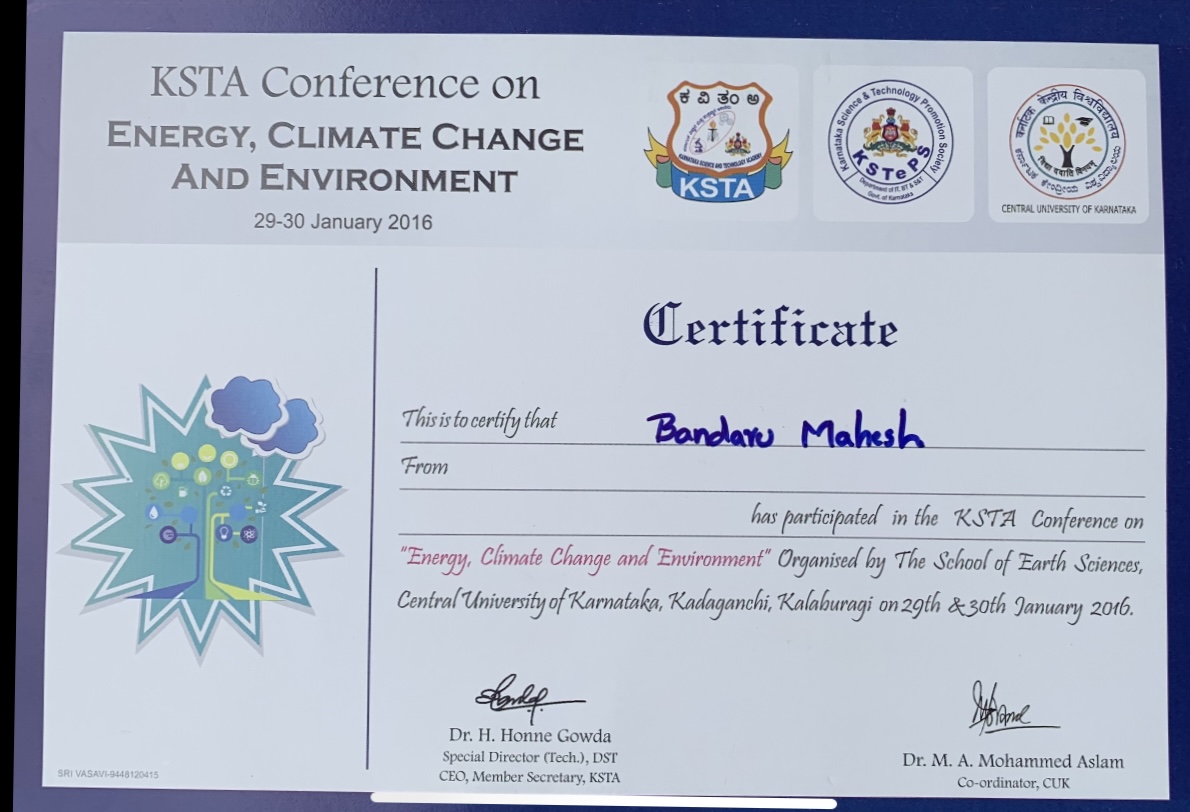 KSTA Conference on
ENERGY, CLIMATE CHANGE
AND ENVIRONMENT
29-30 January 2016
ಕ ವಿ ತಂ ಅ
KARNATAKA SCIENCE AND TECHNOLOGY ACADEMY
KSTA
Karnataka Science & Technology Promotion Society
KSTePS
Department of IT, BT & S&T
Govt. of Karnataka
कर्नाटक केन्द्रीय विश्वविद्यालय
ಕರ್ನಾಟಕ ಕೇಂದ್ರೀಯ ವಿಶ್ವವಿದ್ಯಾಲಯ
CENTRAL UNIVERSITY OF KARNATAKA
Certificate
This is to certify that Bandaru Mahesh
From
has participated in the KSTA Conference on
"Energy, Climate Change and Environment" Organised by The School of Earth Sciences,
Central University of Karnataka, Kadaganchi, Kalaburagi on 29th & 30th January 2016.
Dr. H. Honne Gowda
Special Director (Tech.), DST
CEO, Member Secretary, KSTA
Dr. M. A. Mohammed Aslam
Co-ordinator, CUK
SRI VASAVI-9448120415